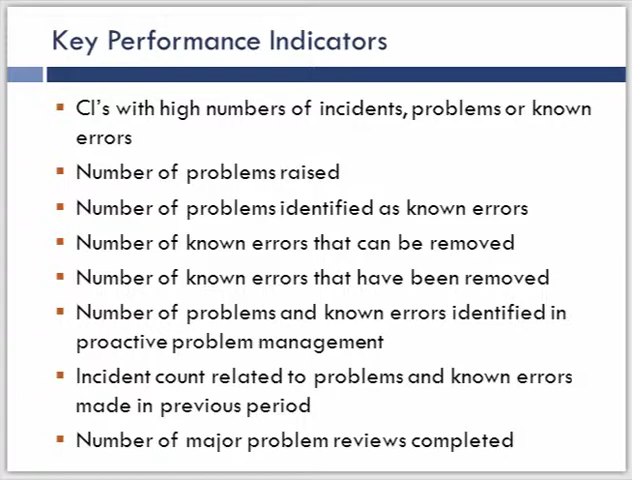 Key Performance Indicators
CI's with high numbers of incidents, problems or known
errors
Number of problems raised
Number of problems identified as known errors
Number of known errors that can be removed
Number of known errors that have been removed
Number of problems and known errors identified in
proactive problem management
Incident count related to problems and known errors
made in previous period
Number of major problem reviews completed